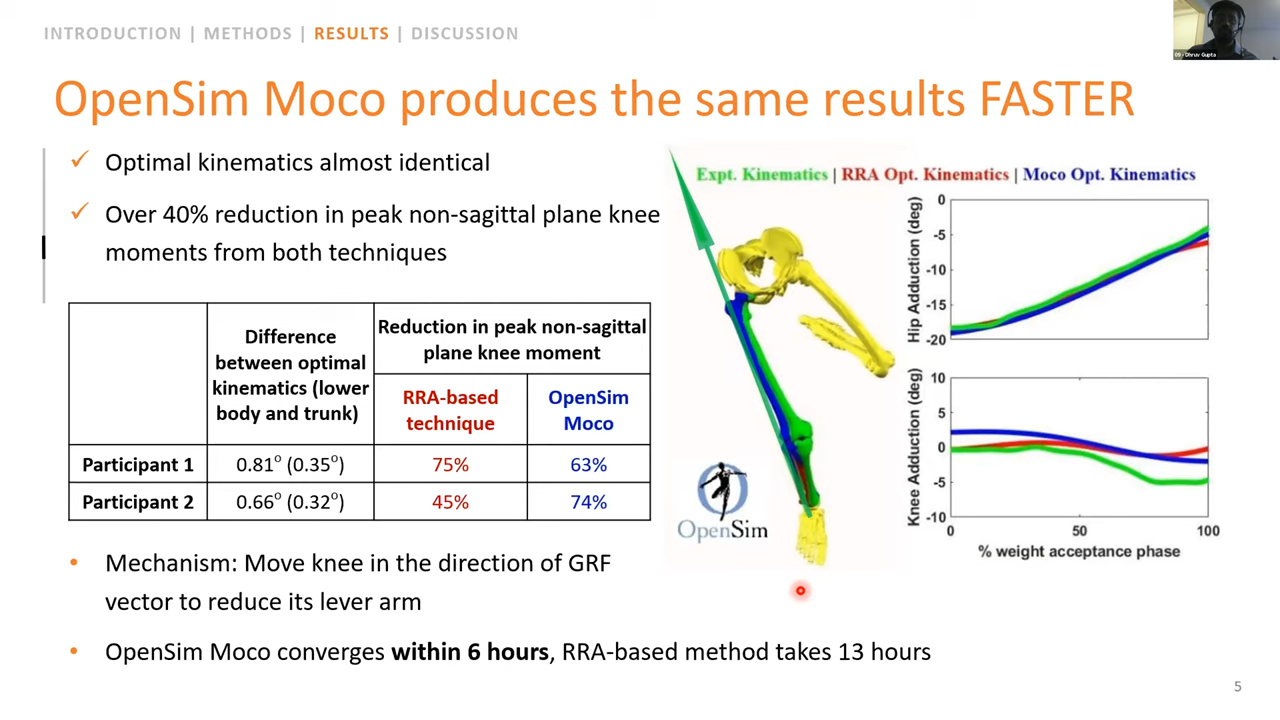 INTRODUCTION | METHODS | RESULTS | DISCUSSION
09 - Dhruv Gupta
OpenSim Moco produces the same results FASTER
✓ Optimal kinematics almost identical
✓ Over 40% reduction in peak non-sagittal plane knee
moments from both techniques
Difference
between optimal
kinematics (lower
body and trunk)
Reduction in peak non-sagittal
plane knee moment
RRA-based
technique
OpenSim
Moco
Participant 1 0.81° (0.35°) 75% 63%
Participant 2 0.66° (0.32°) 45% 74%
• Mechanism: Move knee in the direction of GRF
vector to reduce its lever arm
• OpenSim Moco converges within 6 hours, RRA-based method takes 13 hours
Expt. Kinematics | RRA Opt. Kinematics | Moco Opt. Kinematics
OpenSim
Hip Adduction (deg)
0
-5
-10
-15
-20
Knee Adduction (deg)
10
5
0
-5
-10
0 50 100
% weight acceptance phase
5